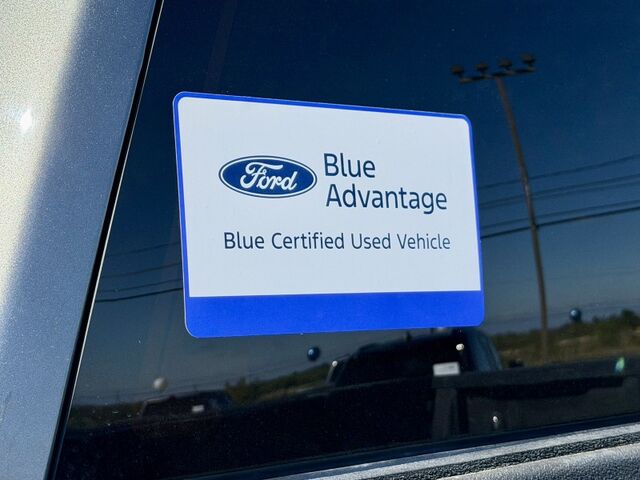 Ford
Blue
Advantage
Blue Certified Used Vehicle